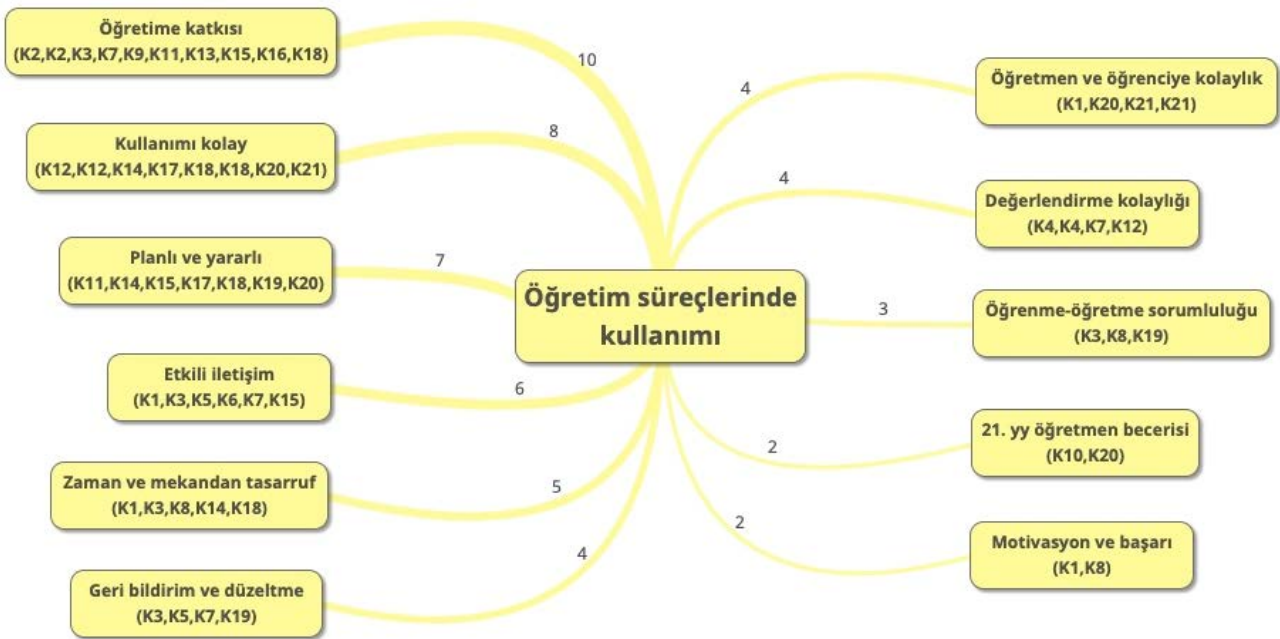 Öğretime katkısı
(K2,K2,K3,K7,K9,K11,K13,K15,K16,K18)
10
Kullanımı kolay
(K12,K12,K14,K17,K18,K18,K20,K21)
8
Planlı ve yararlı
(K11,K14,K15,K17,K18,K19,K20)
7
Etkili iletişim
(K1,K3,K5,K6,K7,K15)
6
Zaman ve mekandan tasarruf
(K1,K3,K8,K14,K18)
5
Geri bildirim ve düzeltme
(K3,K5,K7,K19)
4
Öğretim süreçlerinde
kullanımı
4
Öğretmen ve öğrenciye kolaylık
(K1,K20,K21,K21)
4
Değerlendirme kolaylığı
(K4,K4,K7,K12)
3
Öğrenme-öğretme sorumluluğu
(K3,K8,K19)
2
21. yy öğretmen becerisi
(K10,K20)
2
Motivasyon ve başarı
(K1,K8)